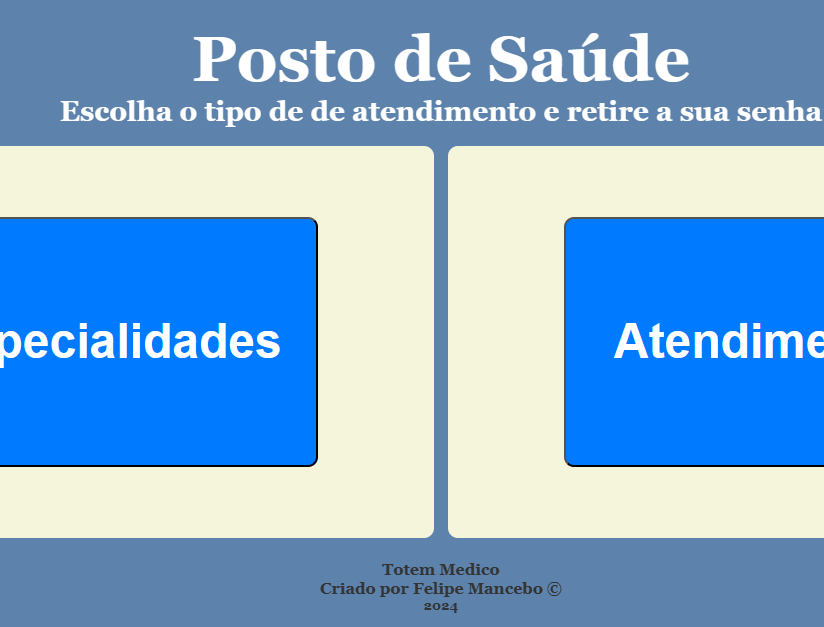 Posto de Saúde
Escolha o tipo de de atendimento e retire a sua senha
pecialidades
Atendime
Totem Medico
Criado por Felipe Mancebo ©
2024